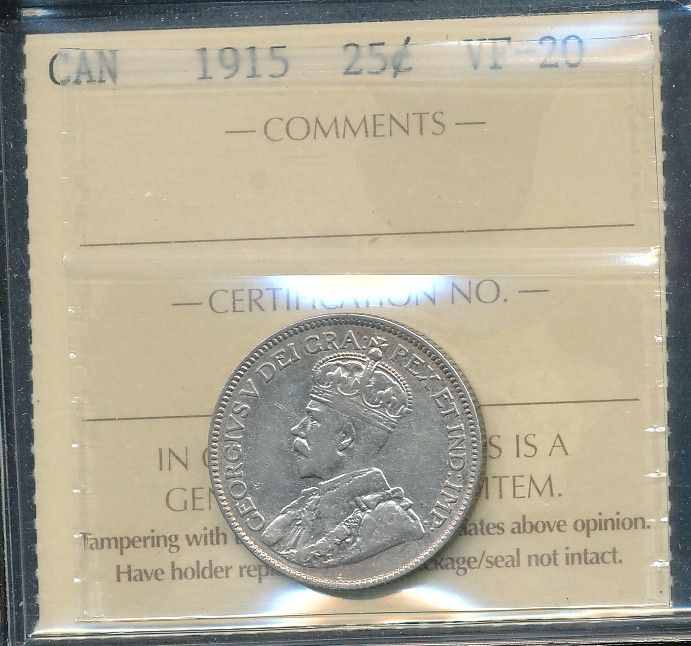 CAN 1915 25¢ VF-20
— COMMENTS —
— CERTIFICATION NO. —
GEORGIVS V DEI GRA: REX ET IND: IMP:
IN S IS A
GEN ITEM.
Tampering with ates above opinion.
Have holder rep ckage/seal not intact.